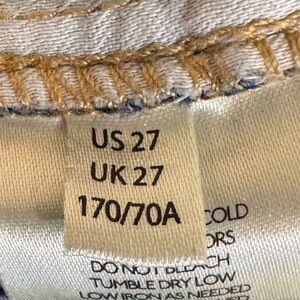 US 27
UK 27
170/70A
COLD
ORS
DO NOT BLEACH
TUMBLE DRY LOW
LOW IRON AS NEEDED